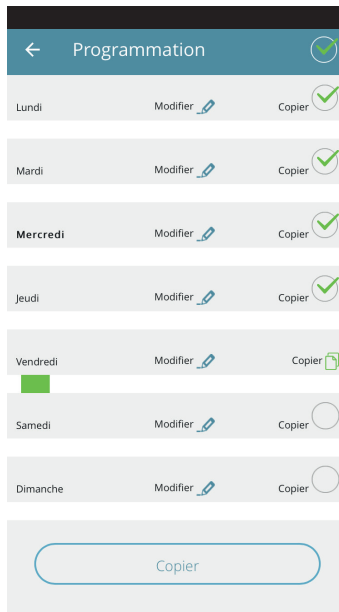 Programmation
Lundi Modifier Copier
Mardi Modifier Copier
Mercredi Modifier Copier
Jeudi Modifier Copier
Vendredi Modifier Copier
Samedi Modifier Copier
Dimanche Modifier Copier
Copier